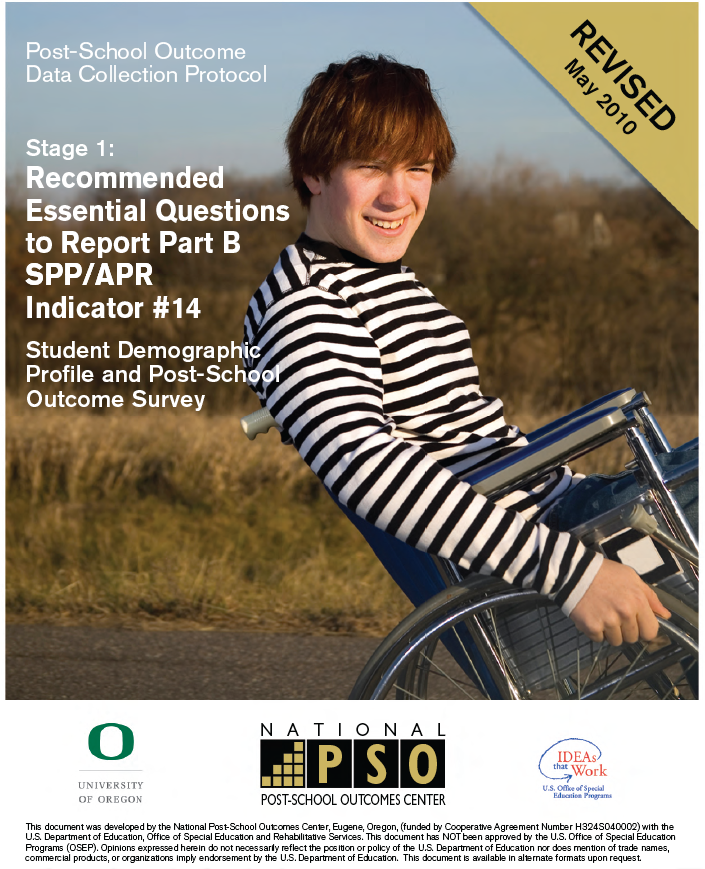 Post-School Outcome
Data Collection Protocol
REVISED
May 2010
Stage 1:
Recommended
Essential Questions
to Report Part B
SPP/APR
Indicator #14
Student Demographic
Profile and Post-School
Outcome Survey
O
UNIVERSITY
OF OREGON
NATIONAL
PSO
POST-SCHOOL OUTCOMES CENTER
IDEAs
that Work
U.S. Office of Special
Education Programs
This document was developed by the National Post-School Outcomes Center, Eugene, Oregon, (funded by Cooperative Agreement Number H324S040002) with the
U.S. Department of Education, Office of Special Education and Rehabilitative Services. This document has NOT been approved by the U.S. Office of Special Education
Programs (OSEP). Opinions expressed herein do not necessarily reflect the position or policy of the U.S. Department of Education nor does mention of trade names,
commercial products, or organizations imply endorsement by the U.S. Department of Education. This document is available in alternate formats upon request.